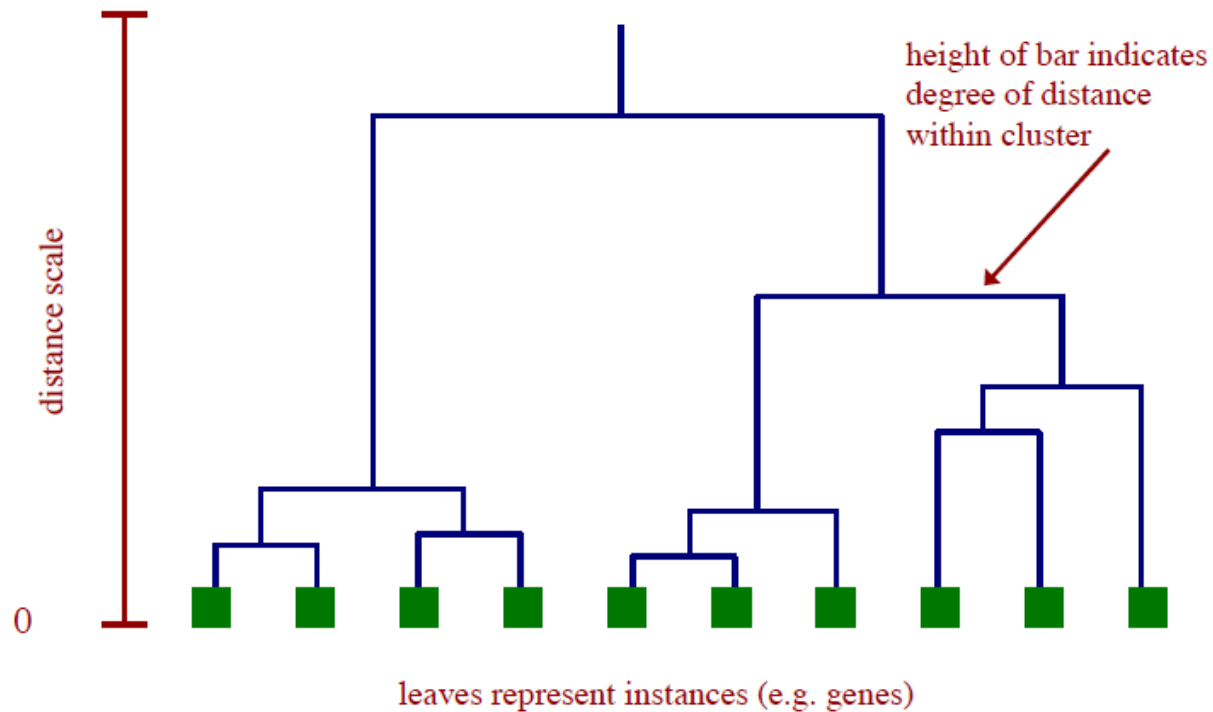 height of bar indicates
degree of distance
within cluster
distance scale
0
leaves represent instances (e.g. genes)